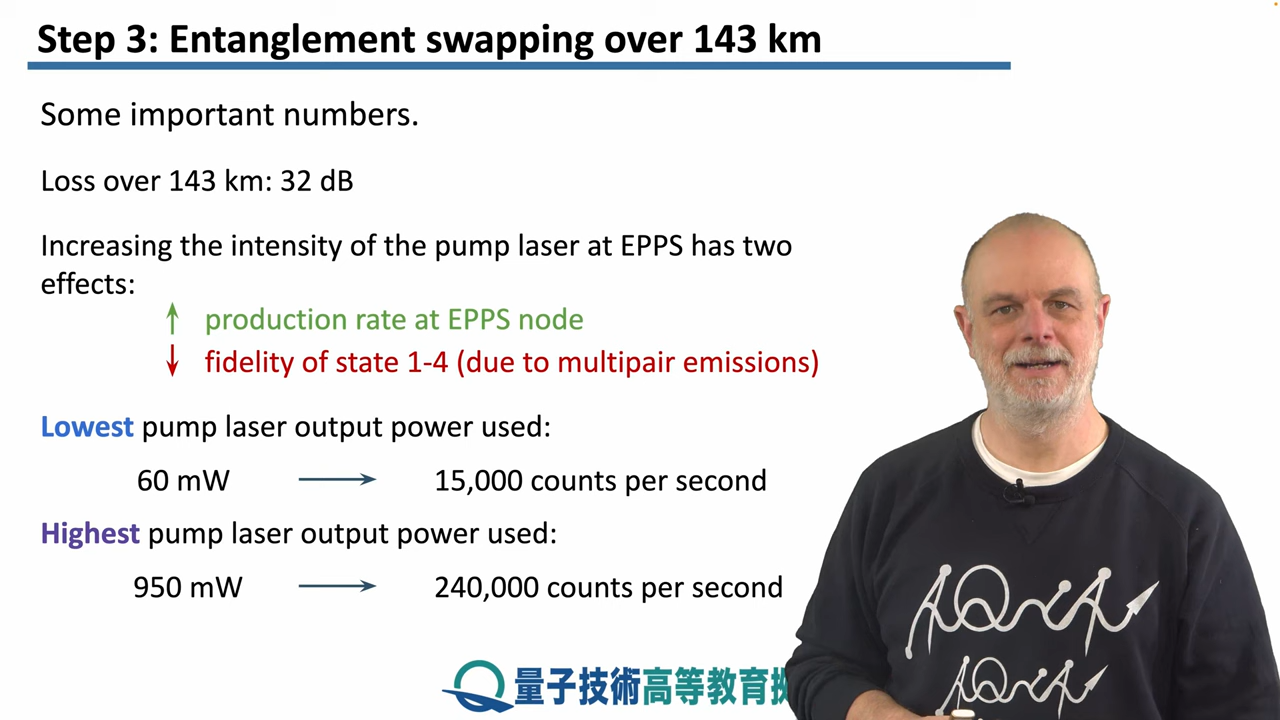 Step 3: Entanglement swapping over 143 km
Some important numbers.
Loss over 143 km: 32 dB
Increasing the intensity of the pump laser at EPPS has two
effects:
↑ production rate at EPPS node
↓ fidelity of state 1-4 (due to multipair emissions)
Lowest pump laser output power used:
60 mW → 15,000 counts per second
Highest pump laser output power used:
950 mW → 240,000 counts per second
量子技術高等教育